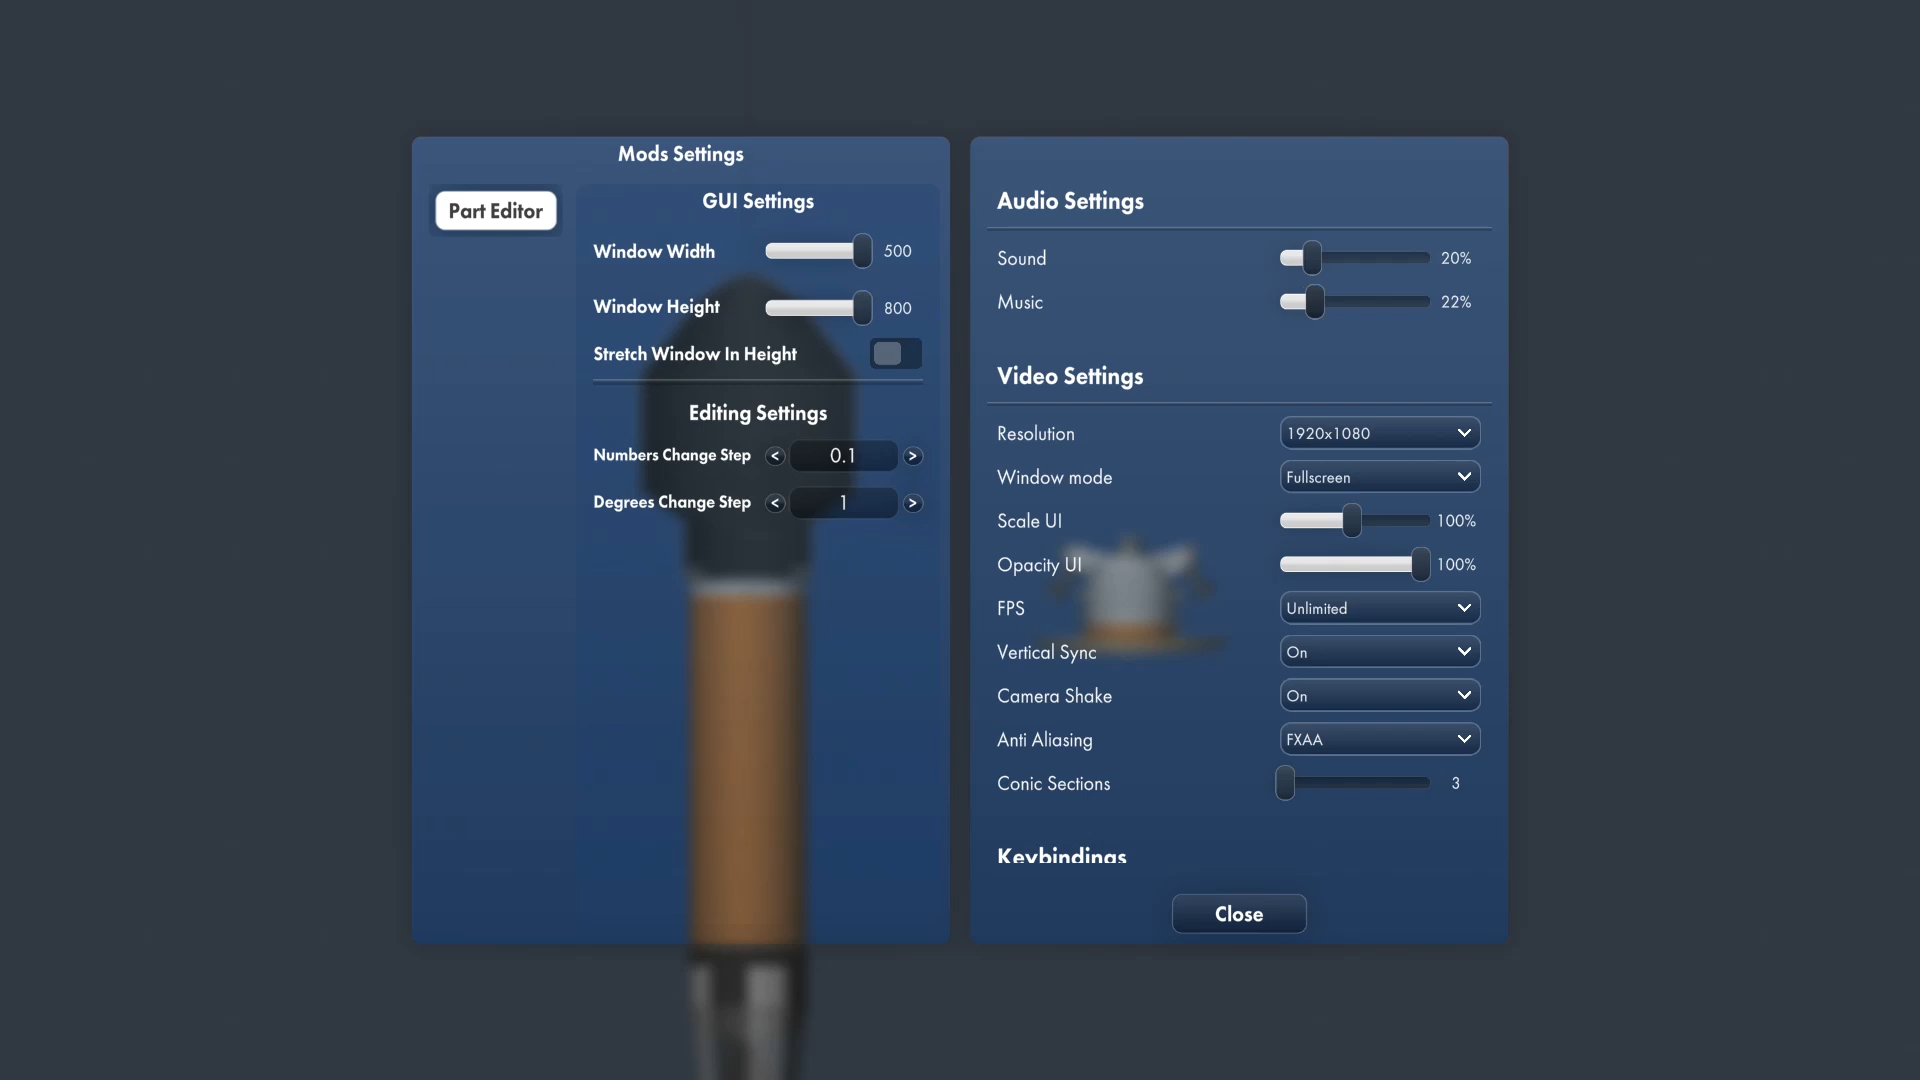 Mods Settings
Part Editor
GUI Settings
Window Width 500
Window Height 800
Stretch Window In Height
Editing Settings
Numbers Change Step < 0.1 >
Degrees Change Step < 1 >
Audio Settings
Sound 20%
Music 22%
Video Settings
Resolution 1920x1080
Window mode Fullscreen
Scale UI 100%
Opacity UI 100%
FPS Unlimited
Vertical Sync On
Camera Shake On
Anti Aliasing FXAA
Conic Sections 3
Keybindings
Close